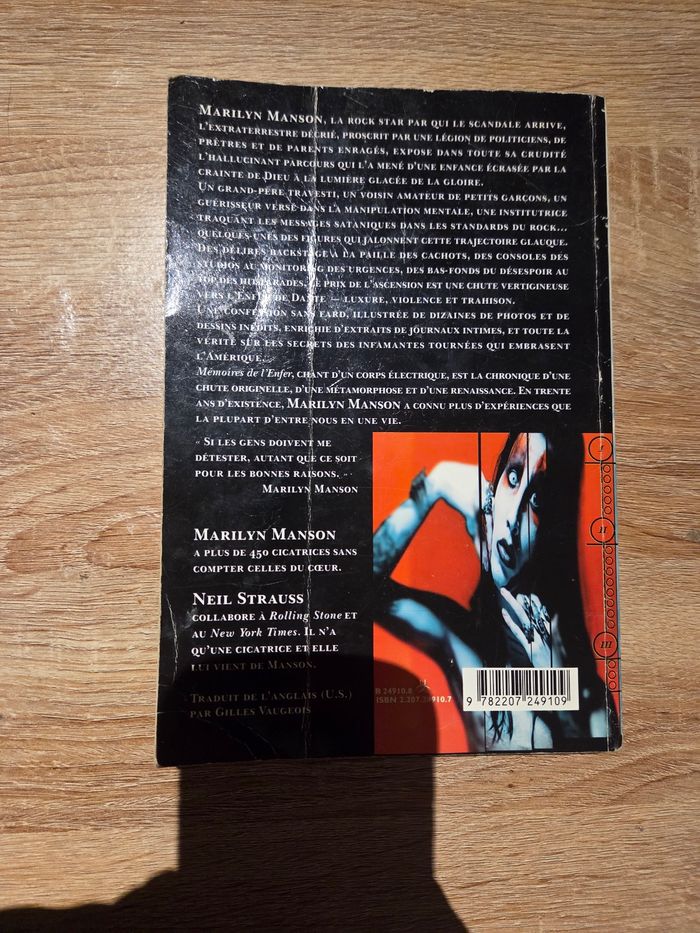 Marilyn Manson, la rock star par qui le scandale arrive,
l'extraterrestre décrié, proscrit par une légion de politiciens, de
prêtres et de parents enragés, expose dans toute sa crudité
l'hallucinant parcours qui l'a mené d'une enfance écrasée par la
crainte de Dieu à la lumière glacée de la gloire.
Un grand-père travesti, un voisin amateur de petits garçons, un
guérisseur versé dans la manipulation mentale, une institutrice
traquant les messages sataniques dans les standards du rock...
quelques-unes des figures qui jalonnent cette trajectoire glauque.
Des délires backstage à la paille des cachots, des consoles des
studios au monitoring des urgences, des bas-fonds du désespoir au
top des hit-parades, le prix de l'ascension est une chute vertigineuse
vers l'Enfer de Dante — luxure, violence et trahison.
Une confession sans fard, illustrée de dizaines de photos et de
dessins inédits, enrichie d'extraits de journaux intimes, et toute la
vérité sur les secrets des infamantes tournées qui embrasent
l'Amérique.
Mémoires de l'Enfer, chant d'un corps électrique, est la chronique d'une
chute originelle, d'une métamorphose et d'une renaissance. En trente
ans d'existence, Marilyn Manson a connu plus d'expériences que
la plupart d'entre nous en une vie.
« Si les gens doivent me
détester, autant que ce soit
pour les bonnes raisons. »
Marilyn Manson
Marilyn Manson
a plus de 450 cicatrices sans
compter celles du cœur.
Neil Strauss
collabore à Rolling Stone et
au New York Times. Il n'a
qu'une cicatrice et elle
lui vient de Manson.
Traduit de l'anglais (U.S.)
par Gilles Vaugeois
I
II
III
B 24910.8
ISBN 2.207.24910.7
9 782207 249109